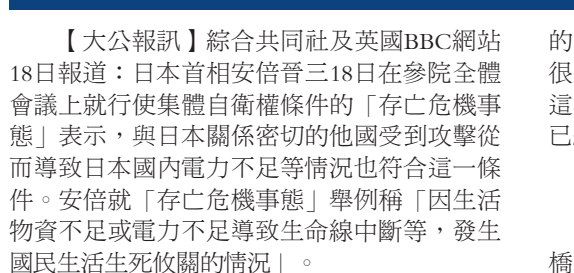 【大公報訊】綜合共同社及英國BBC網站
18日報道：日本首相安倍晉三18日在參院全體
會議上就行使集體自衛權條件的「存亡危機事
態」表示，與日本關係密切的他國受到攻擊從
而導致日本國內電力不足等情況也符合這一條
件。安倍就「存亡危機事態」舉例稱「因生活
物資不足或電力不足導致生命線中斷等，發生
國民生活生死攸關的情況」。
的
很
這
已
橋